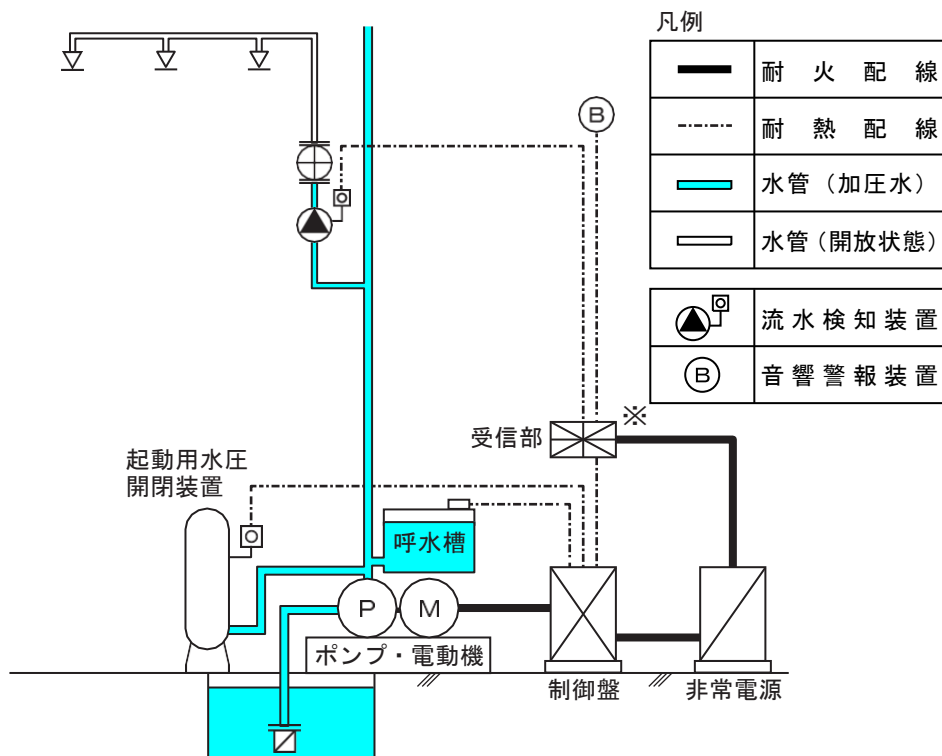 凡例
耐火配線
耐熱配線
水管（加圧水）
水管（開放状態）
流水検知装置
B 音響警報装置
B
受信部 ※
起動用水圧
開閉装置
呼水槽
P M
ポンプ・電動機
制御盤
非常電源